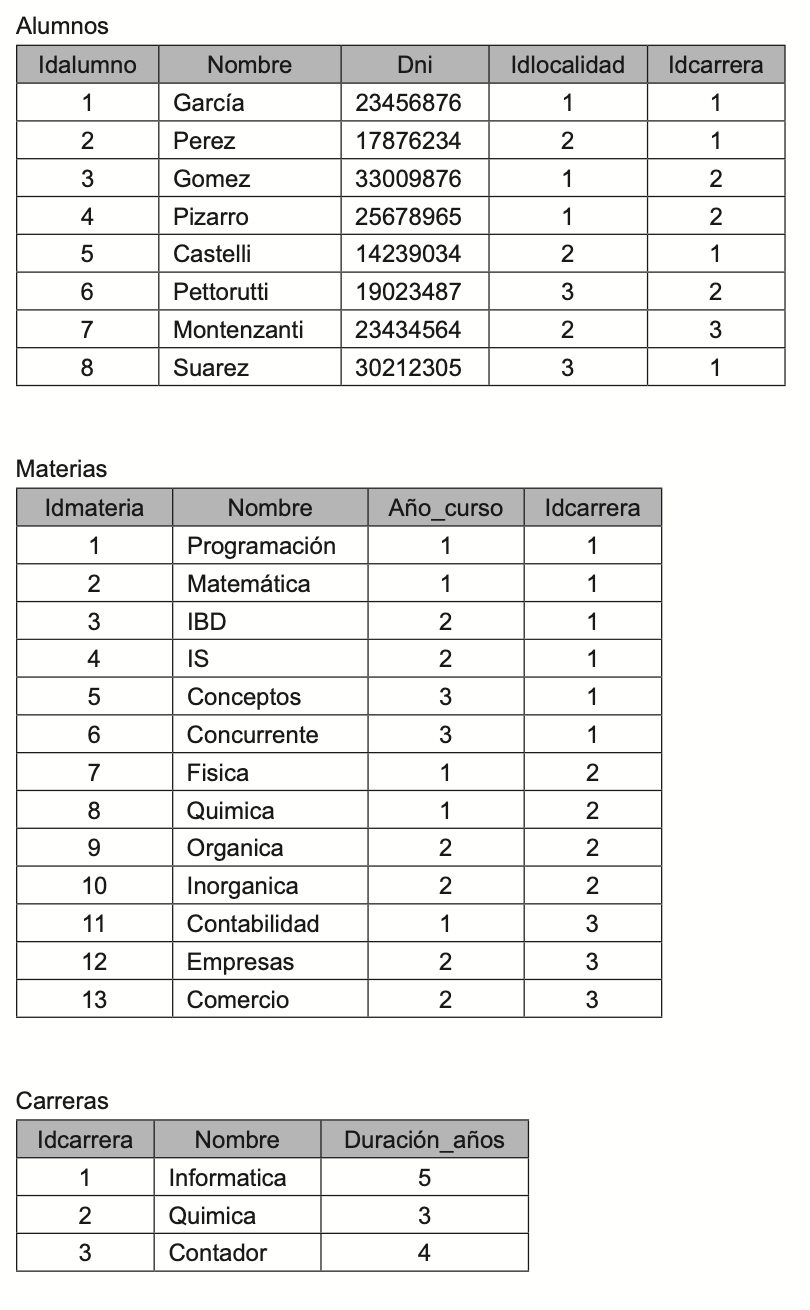 Alumnos
Idalumno Nombre Dni Idlocalidad Idcarrera
1 García 23456876 1 1
2 Perez 17876234 2 1
3 Gomez 33009876 1 2
4 Pizarro 25678965 1 2
5 Castelli 14239034 2 1
6 Pettorutti 19023487 3 2
7 Montenzanti 23434564 2 3
8 Suarez 30212305 3 1
Materias
Idmateria Nombre Año_curso Idcarrera
1 Programación 1 1
2 Matemática 1 1
3 IBD 2 1
4 IS 2 1
5 Conceptos 3 1
6 Concurrente 3 1
7 Fisica 1 2
8 Quimica 1 2
9 Organica 2 2
10 Inorganica 2 2
11 Contabilidad 1 3
12 Empresas 2 3
13 Comercio 2 3
Carreras
Idcarrera Nombre Duración_años
1 Informatica 5
2 Quimica 3
3 Contador 4